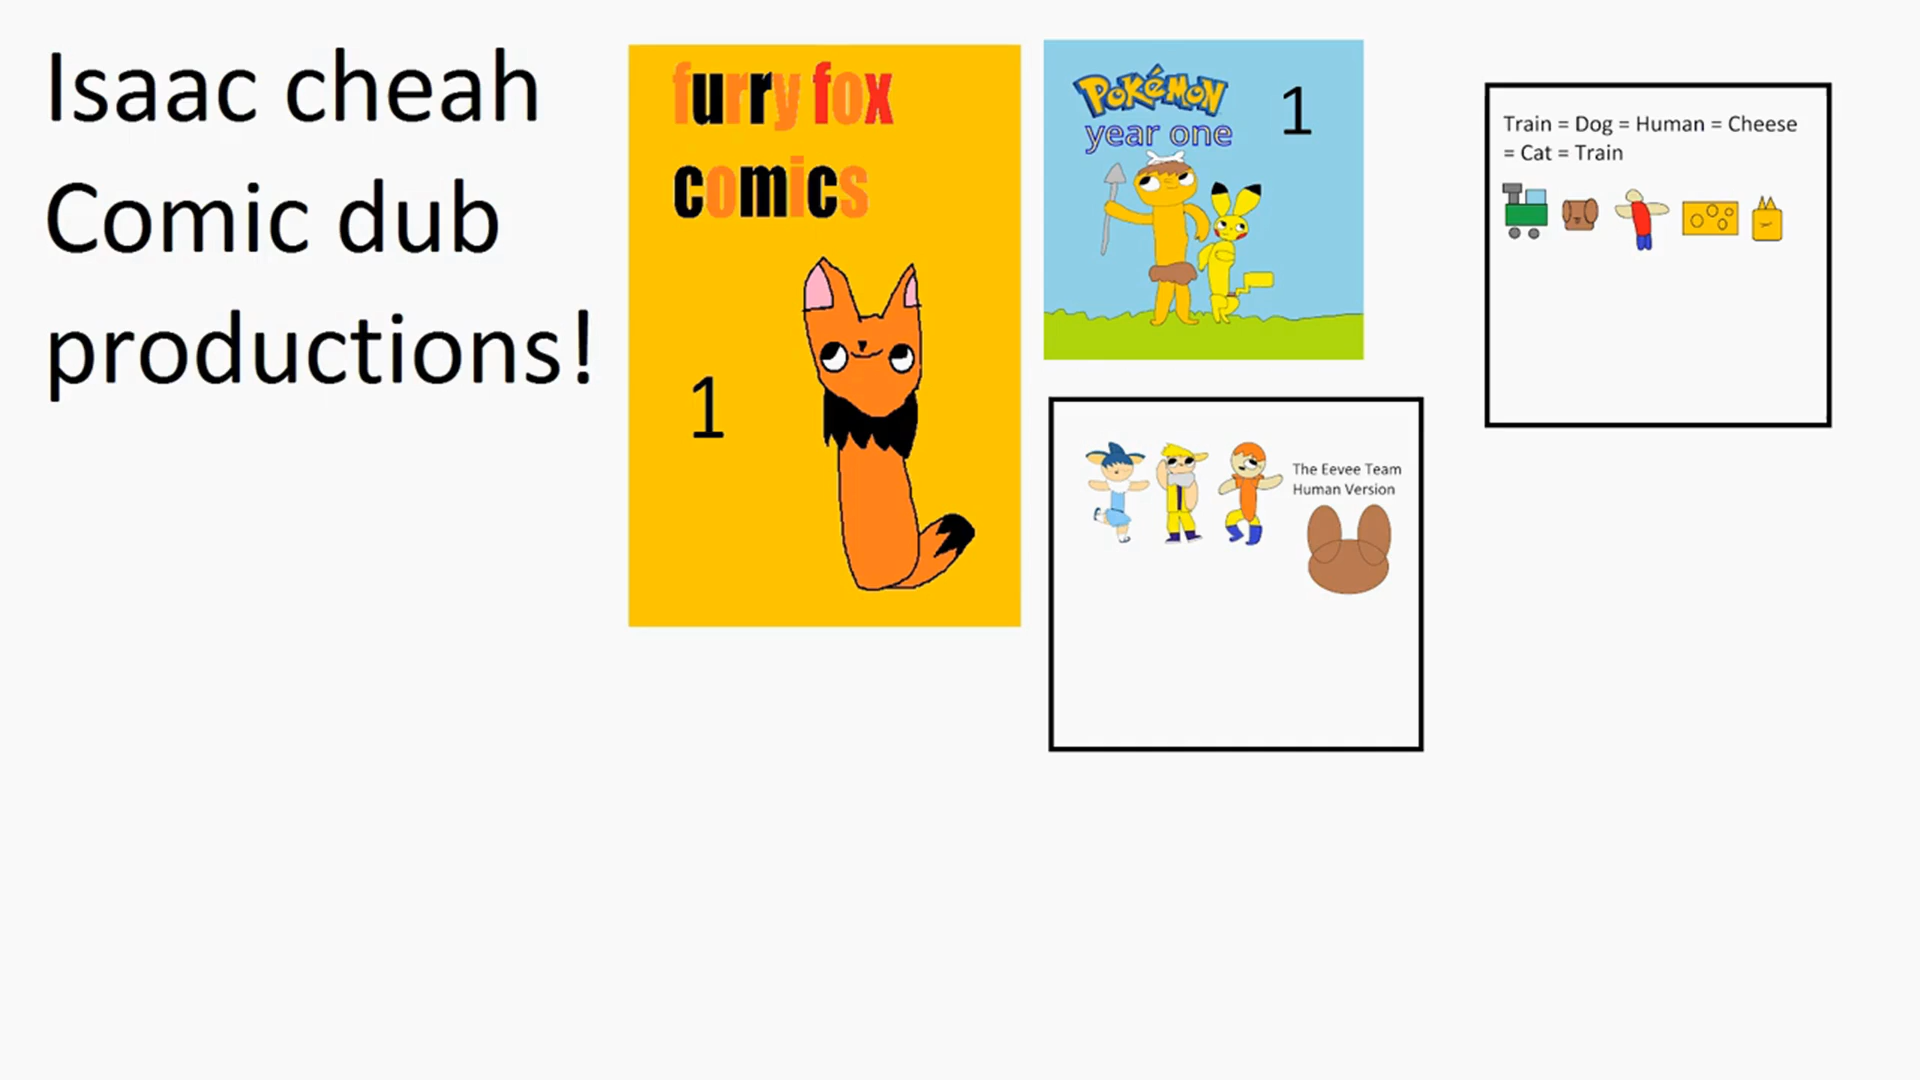 Isaac cheah
Comic dub
productions!
furry fox
comics
1
POKéMON
year one
1
Train = Dog = Human = Cheese
= Cat = Train
The Eevee Team
Human Version